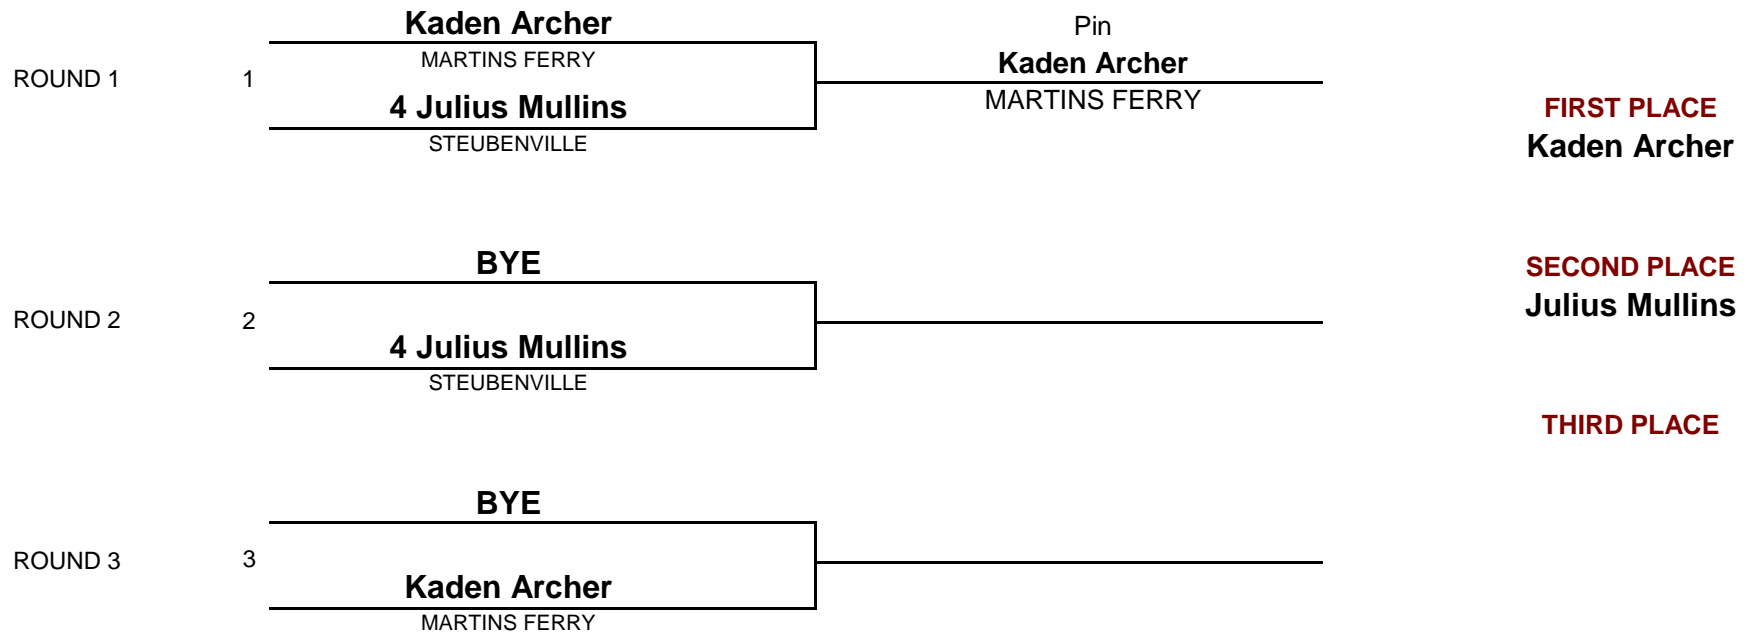 Kaden Archer
MARTINS FERRY
ROUND 1
1
4 Julius Mullins
STEUBENVILLE
Pin
Kaden Archer
MARTINS FERRY
FIRST PLACE
Kaden Archer
BYE
ROUND 2
2
4 Julius Mullins
STEUBENVILLE
SECOND PLACE
Julius Mullins
THIRD PLACE
BYE
ROUND 3
3
Kaden Archer
MARTINS FERRY